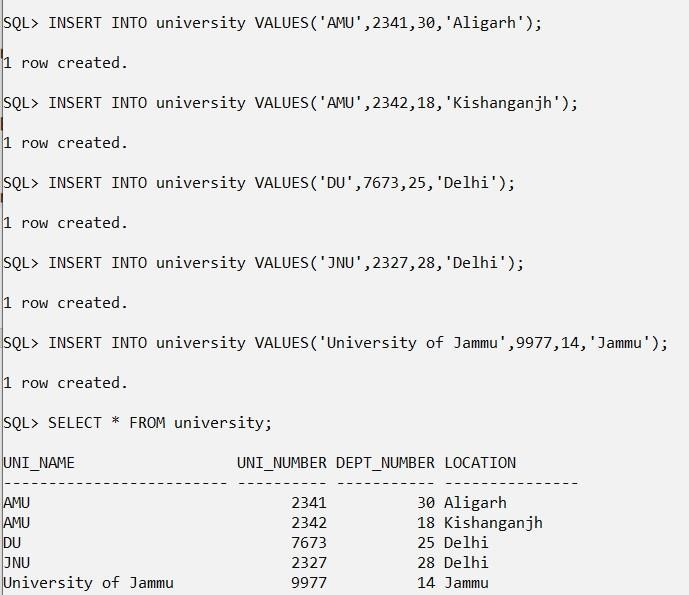 SQL> INSERT INTO university VALUES('AMU',2341,30,'Aligarh');
1 row created.
SQL> INSERT INTO university VALUES('AMU',2342,18,'Kishanganjh');
1 row created.
SQL> INSERT INTO university VALUES('DU',7673,25,'Delhi');
1 row created.
SQL> INSERT INTO university VALUES('JNU',2327,28,'Delhi');
1 row created.
SQL> INSERT INTO university VALUES('University of Jammu',9977,14,'Jammu');
1 row created.
SQL> SELECT * FROM university;
UNI_NAME                  UNI_NUMBER DEPT_NUMBER LOCATION
------------------------- ---------- ----------- ---------------
AMU                             2341          30 Aligarh
AMU                             2342          18 Kishanganjh
DU                              7673          25 Delhi
JNU                             2327          28 Delhi
University of Jammu             9977          14 Jammu